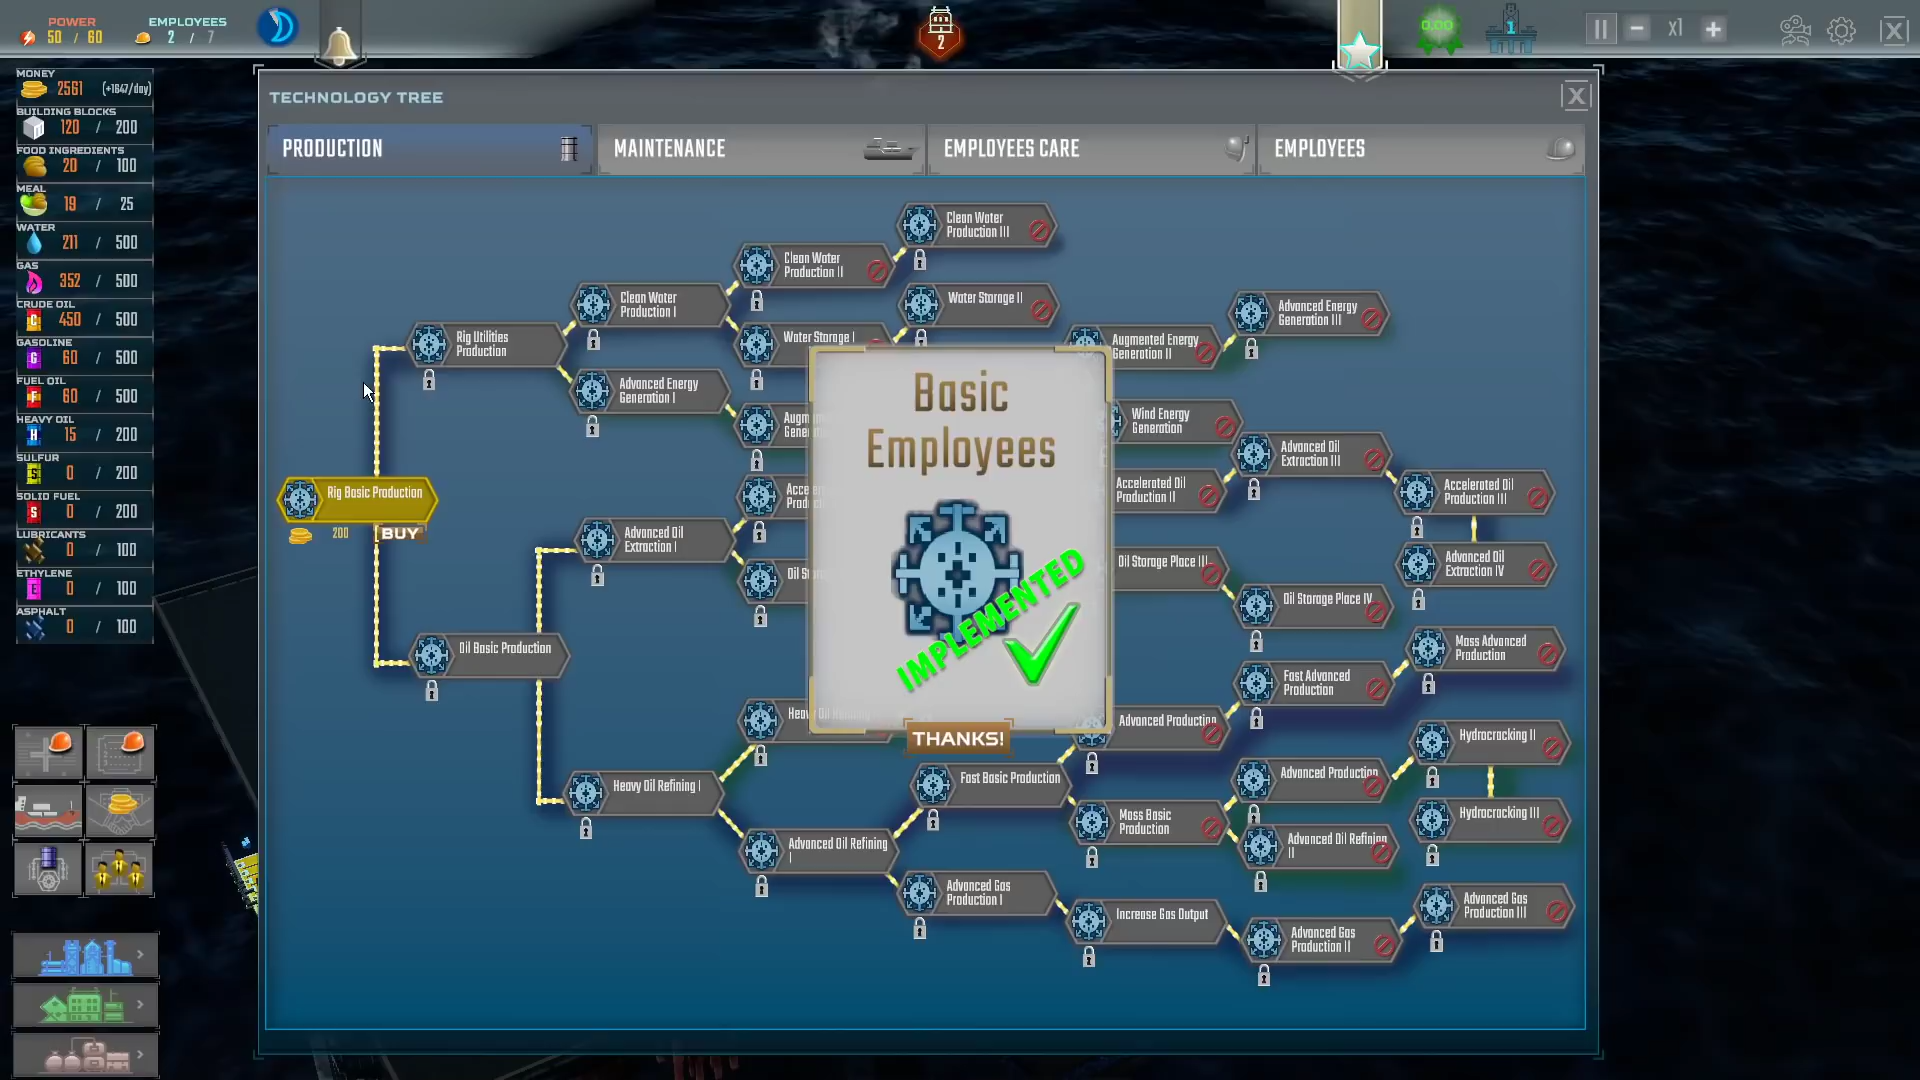 POWER
50 / 60
EMPLOYEES
2 / 7
2
0,00
1
X1
MONEY
2561 (+1647/day)
BUILDING BLOCKS
120 / 200
FOOD INGREDIENTS
20 / 100
MEAL
19 / 25
WATER
211 / 500
GAS
352 / 500
CRUDE OIL
C 450 / 500
GASOLINE
G 60 / 500
FUEL OIL
F 60 / 500
HEAVY OIL
H 15 / 200
SULFUR
S 0 / 200
SOLID FUEL
S 0 / 200
LUBRICANTS
0 / 100
ETHYLENE
E 0 / 100
ASPHALT
0 / 100
TECHNOLOGY TREE
X
PRODUCTION
MAINTENANCE
EMPLOYEES CARE
EMPLOYEES
Clean Water
Production III
Clean Water
Production II
Clean Water
Production I
Water Storage II
Advanced Energy
Generation III
Rig Utilities
Production
Water Storage I
Augmented Energy
Generation II
Advanced Energy
Generation I
Wind Energy
Generation
Advanced Oil
Extraction III
Accelerated Oil
Production II
Accelerated Oil
Production III
Rig Basic Production
200
BUY
Advanced Oil
Extraction I
Oil Storage Place III
Advanced Oil
Extraction IV
Oil Storage Place IV
Oil Basic Production
Mass Advanced
Production
Fast Advanced
Production
Heavy Oil Refining
Advanced Production
Hydrocracking II
Heavy Oil Refining I
Fast Basic Production
Advanced Production
Mass Basic
Production
Hydrocracking III
Advanced Oil Refining
I
Advanced Oil Refining
II
Advanced Gas
Production I
Increase Gas Output
Advanced Gas
Production II
Advanced Gas
Production III
Basic
Employees
IMPLEMENTED
THANKS!